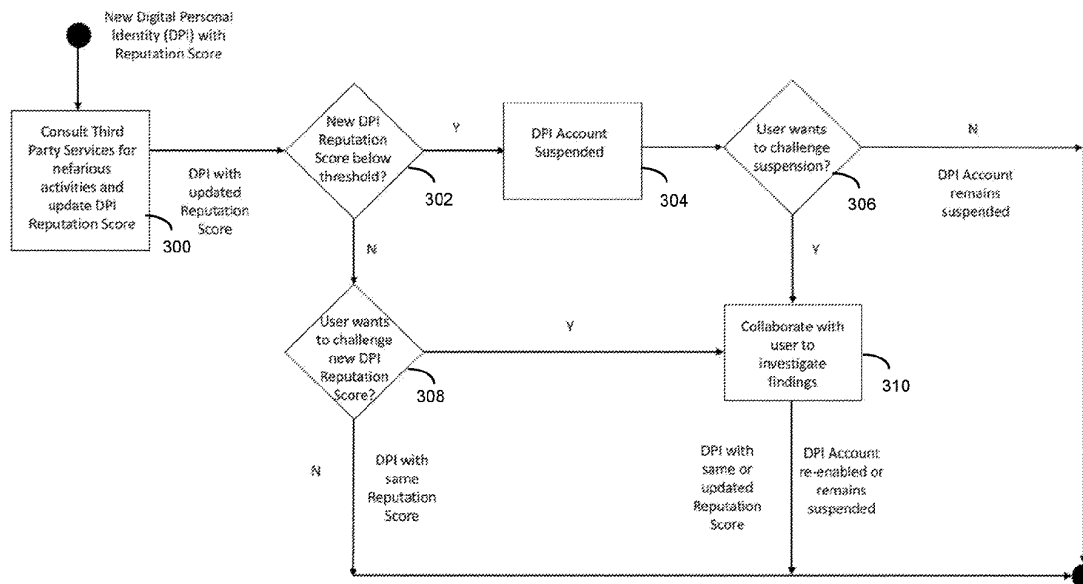 New Digital Personal
Identity (DPI) with
Reputation Score
Consult Third
Party Services for
nefarious
activities and
update DPI
Reputation Score
300
DPI with
updated
Reputation
Score
New DPI
Reputation
Score below
threshold?
302
Y
DPI Account
Suspended
304
User wants
to challenge
suspension?
306
N
DPI Account
remains
suspended
N
Y
User wants
to challenge
new DPI
Reputation
Score?
308
Y
Collaborate with
user to
investigate
findings
310
N
DPI with
same
Reputation
Score
DPI with
same or
updated
Reputation
Score
DPI Account
re-enabled or
remains
suspended